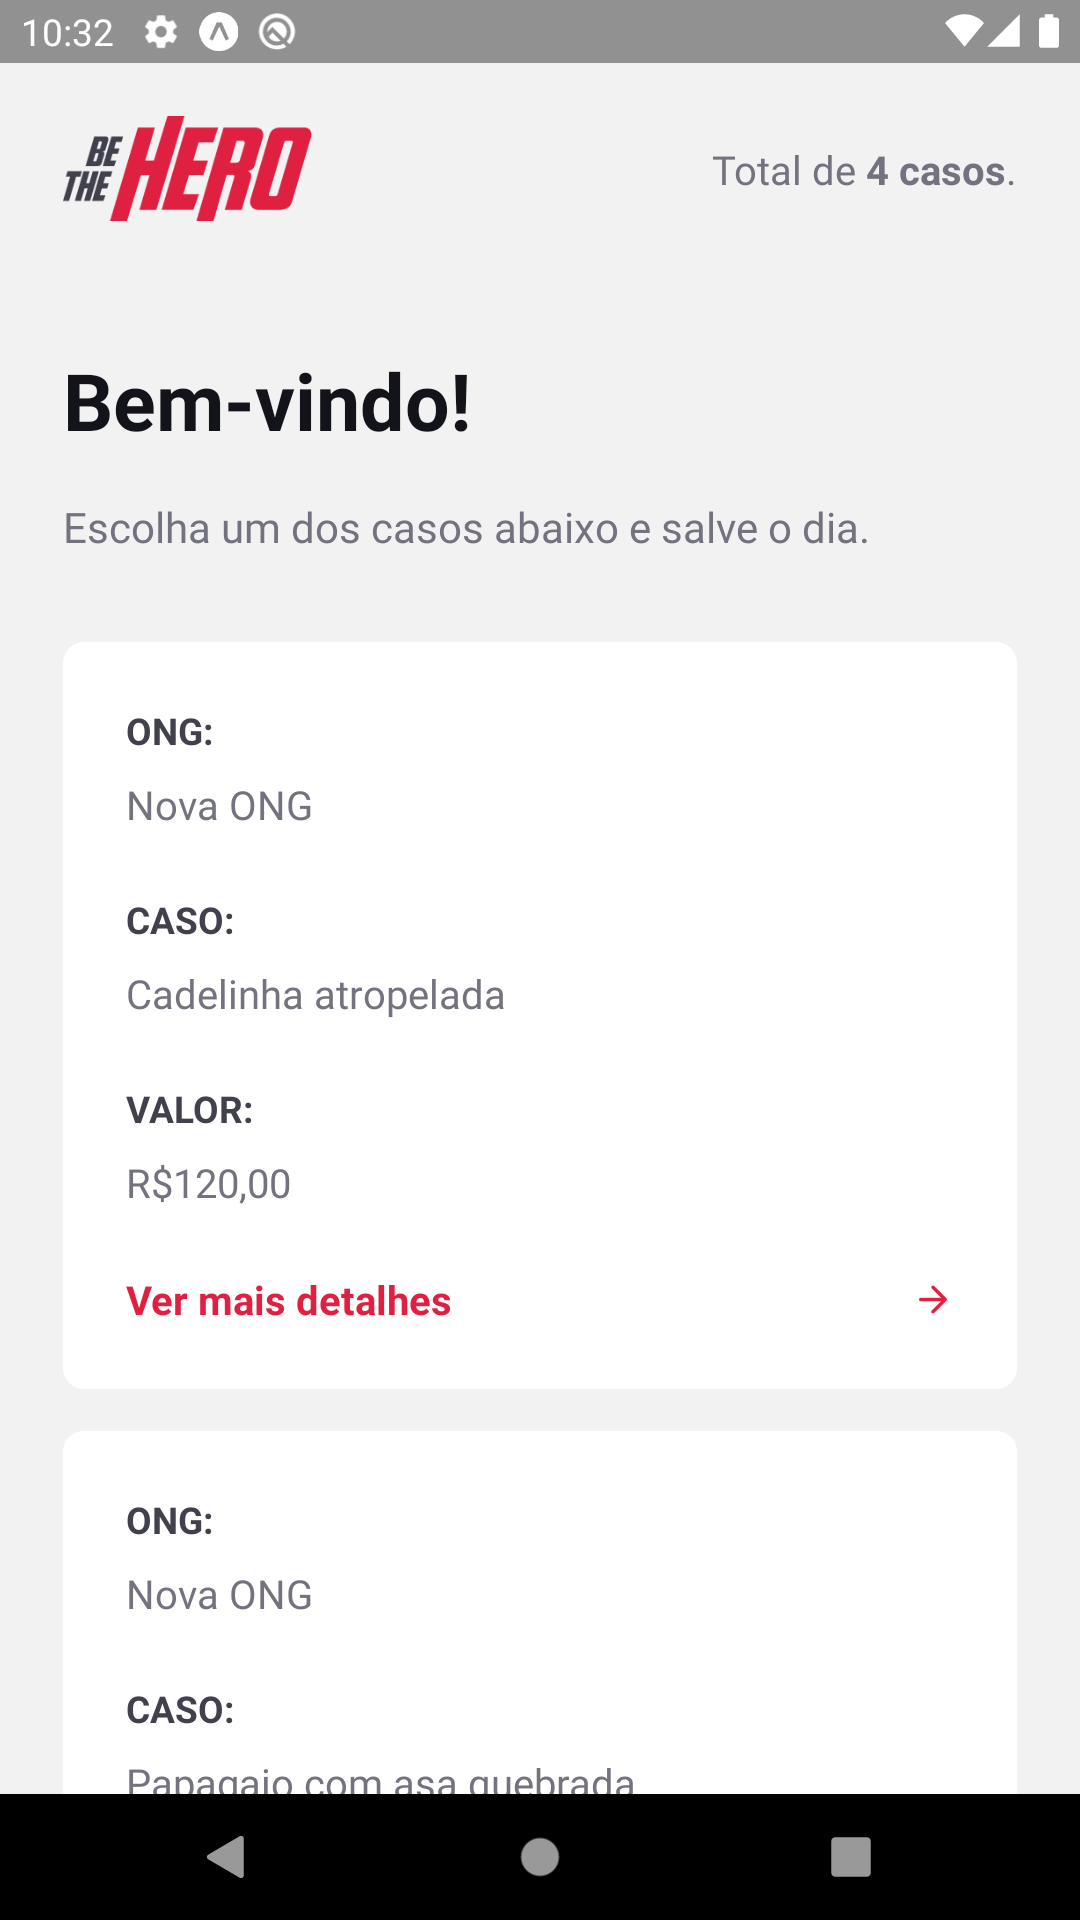 10:32
BE THE HERO
Total de 4 casos.
Bem-vindo!
Escolha um dos casos abaixo e salve o dia.
ONG:
Nova ONG
CASO:
Cadelinha atropelada
VALOR:
R$120,00
Ver mais detalhes
ONG:
Nova ONG
CASO:
Papagaio com asa quebrada